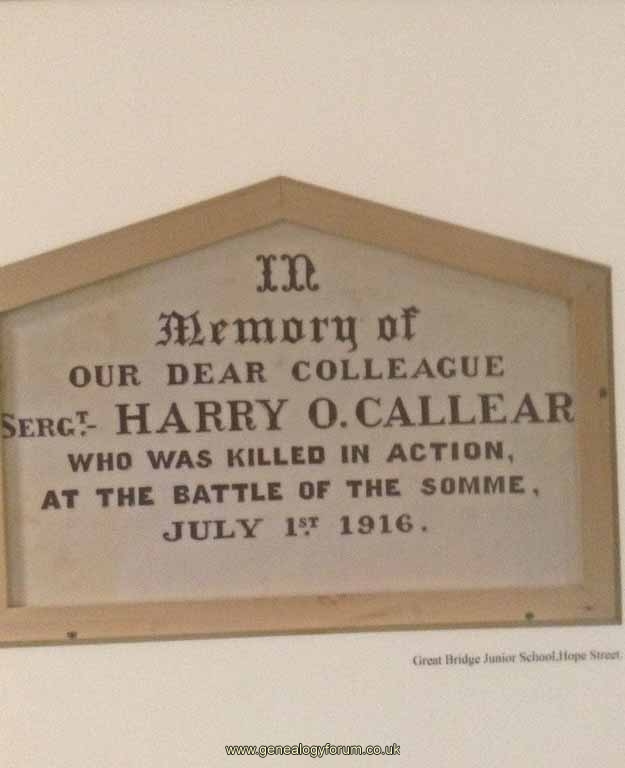 In
Memory of
OUR DEAR COLLEAGUE
SERGT.- HARRY O. CALLEAR
WHO WAS KILLED IN ACTION,
AT THE BATTLE OF THE SOMME,
JULY 1ST. 1916.
Great Bridge Junior School,Hope Street.
www.genealogyforum.co.uk